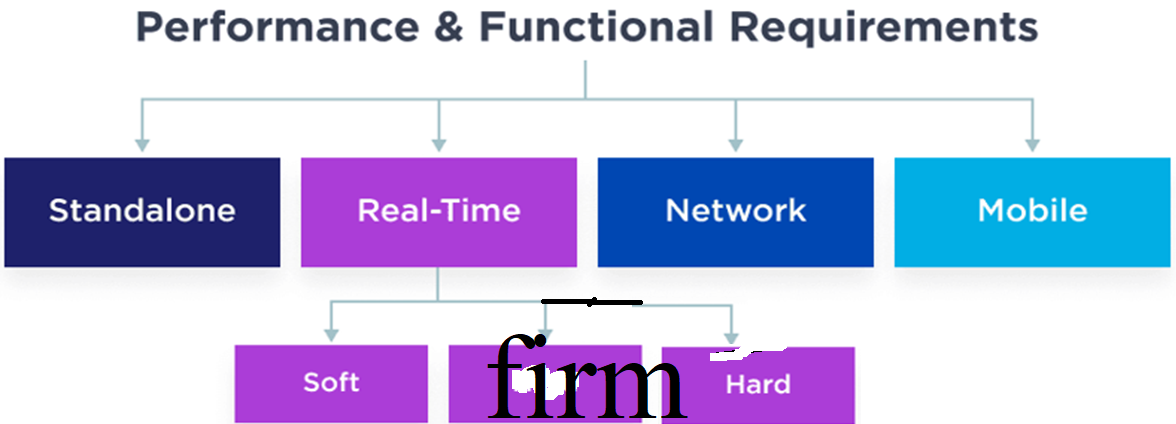 Performance & Functional Requirements
Standalone Real-Time Network Mobile
Soft firm Hard